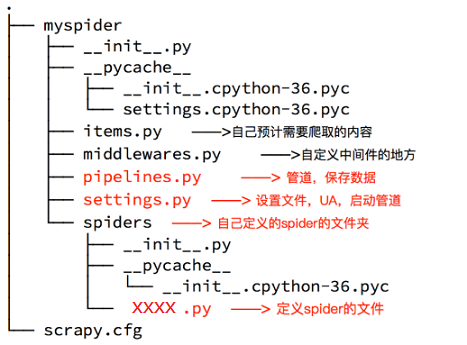 .
├── myspider
│   ├── __init__.py
│   ├── __pycache__
│   │   ├── __init__.cpython-36.pyc
│   │   └── settings.cpython-36.pyc
│   ├── items.py ——>自己预计需要爬取的内容
│   ├── middlewares.py ——>自定义中间件的地方
│   ├── pipelines.py ——> 管道，保存数据
│   ├── settings.py ——> 设置文件，UA，启动管道
│   └── spiders ——> 自己定义的spider的文件夹
│       ├── __init__.py
│       ├── __pycache__
│       │   └── __init__.cpython-36.pyc
│       └── XXXX .py ——> 定义spider的文件
└── scrapy.cfg